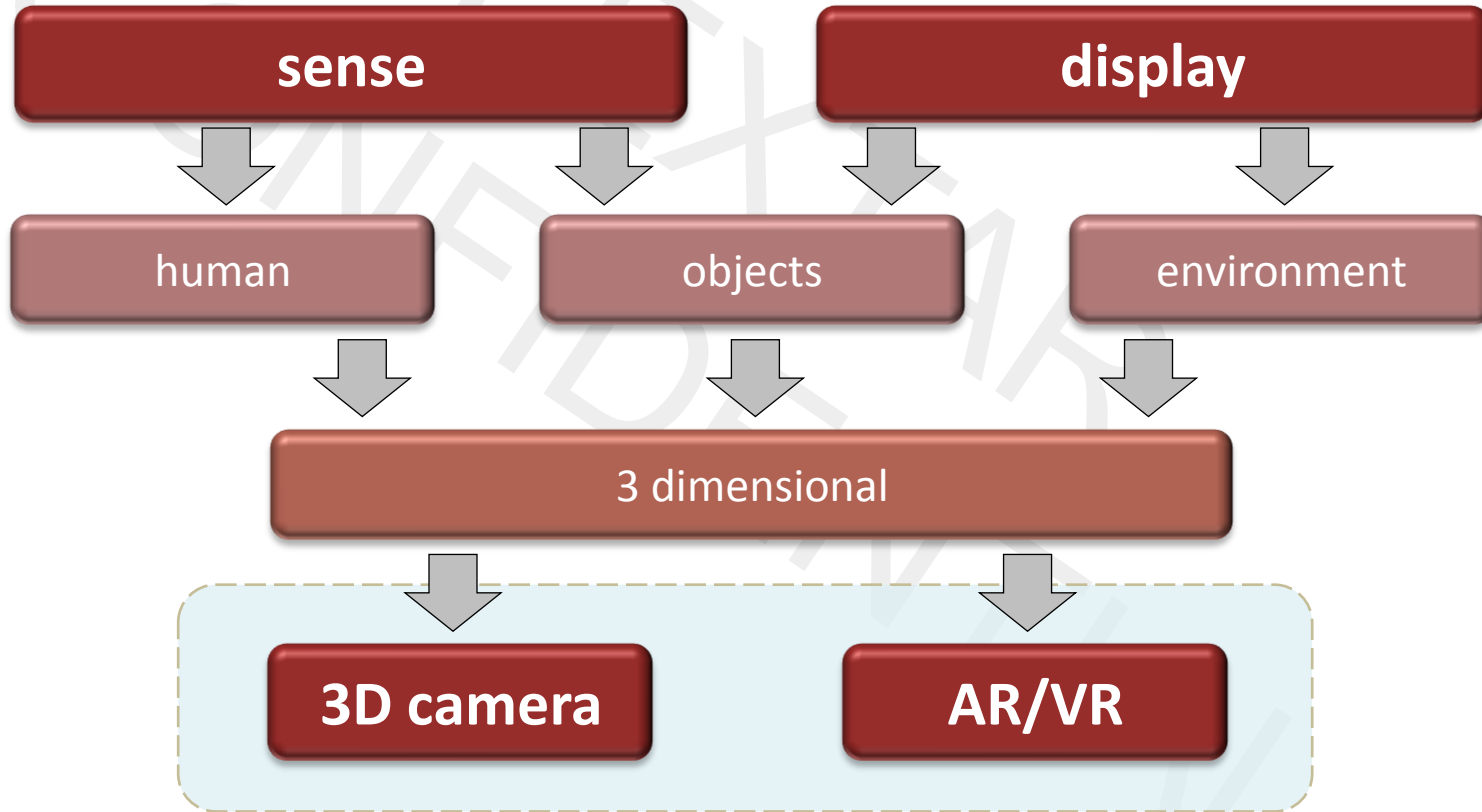 sense
display
human
objects
environment
3 dimensional
3D camera
AR/VR